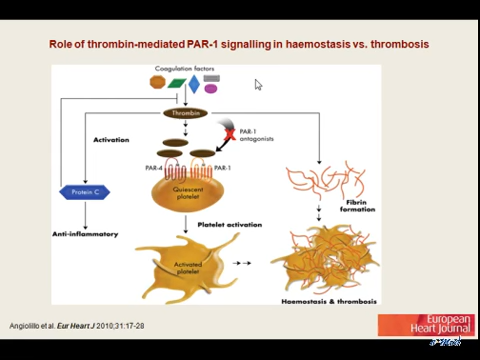 Role of thrombin-mediated PAR-1 signalling in haemostasis vs. thrombosis
Coagulation factors
Thrombin
PAR-1
antagonists
Activation
PAR-4
PAR-1
Protein C
Quiescent
platelet
Fibrin
formation
Anti-inflammatory
Platelet activation
Activated
platelet
Haemostasis & thrombosis
Angiolillo et al. Eur Heart J 2010;31:17-28
European
Heart Journal